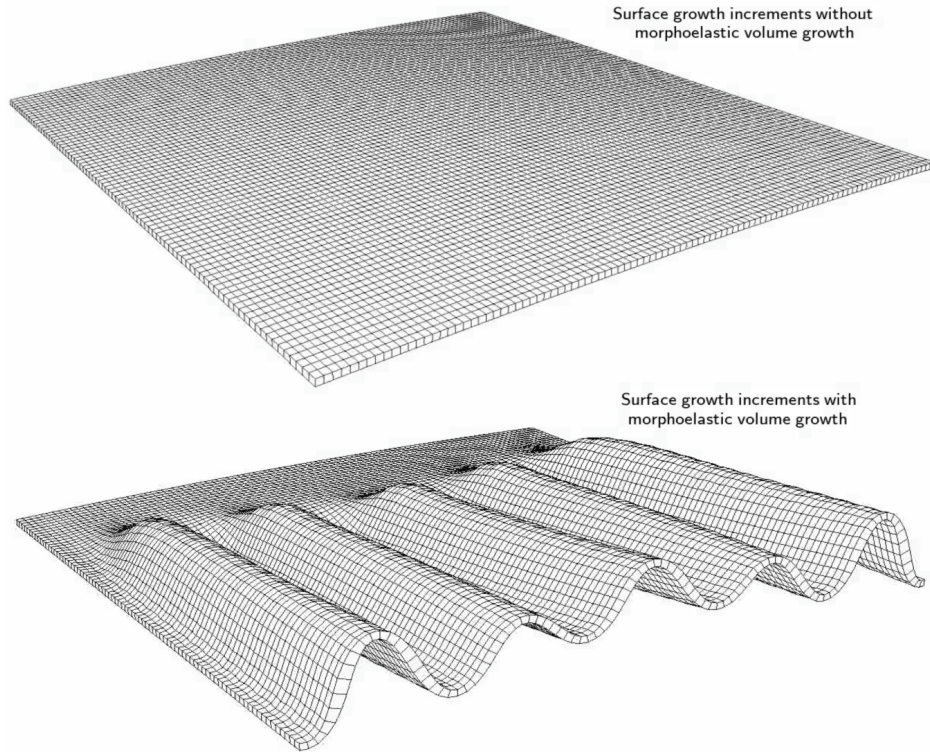 Surface growth increments without
morphoelastic volume growth
Surface growth increments with
morphoelastic volume growth